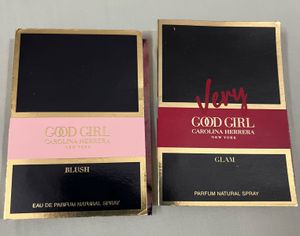 GOOD GIRL
CAROLINA HERRERA
NEW YORK
BLUSH
EAU DE PARFUM NATURAL SPRAY
Very
GOOD GIRL
CAROLINA HERRERA
NEW YORK
GLAM
PARFUM NATURAL SPRAY